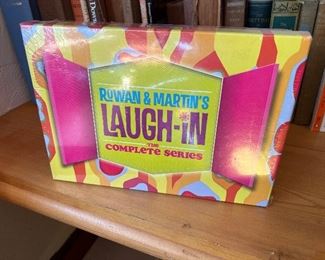 ROWAN & MARTIN'S
LAUGH-IN
THE
COMPLETE SERIES